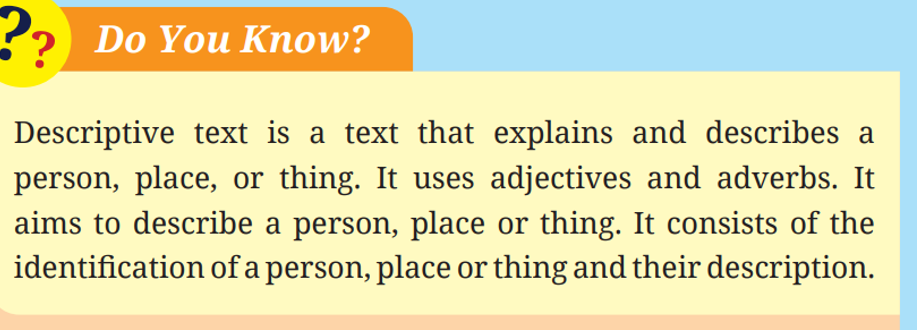 ??
Do You Know?
Descriptive text is a text that explains and describes a
person, place, or thing. It uses adjectives and adverbs. It
aims to describe a person, place or thing. It consists of the
identification of a person, place or thing and their description.